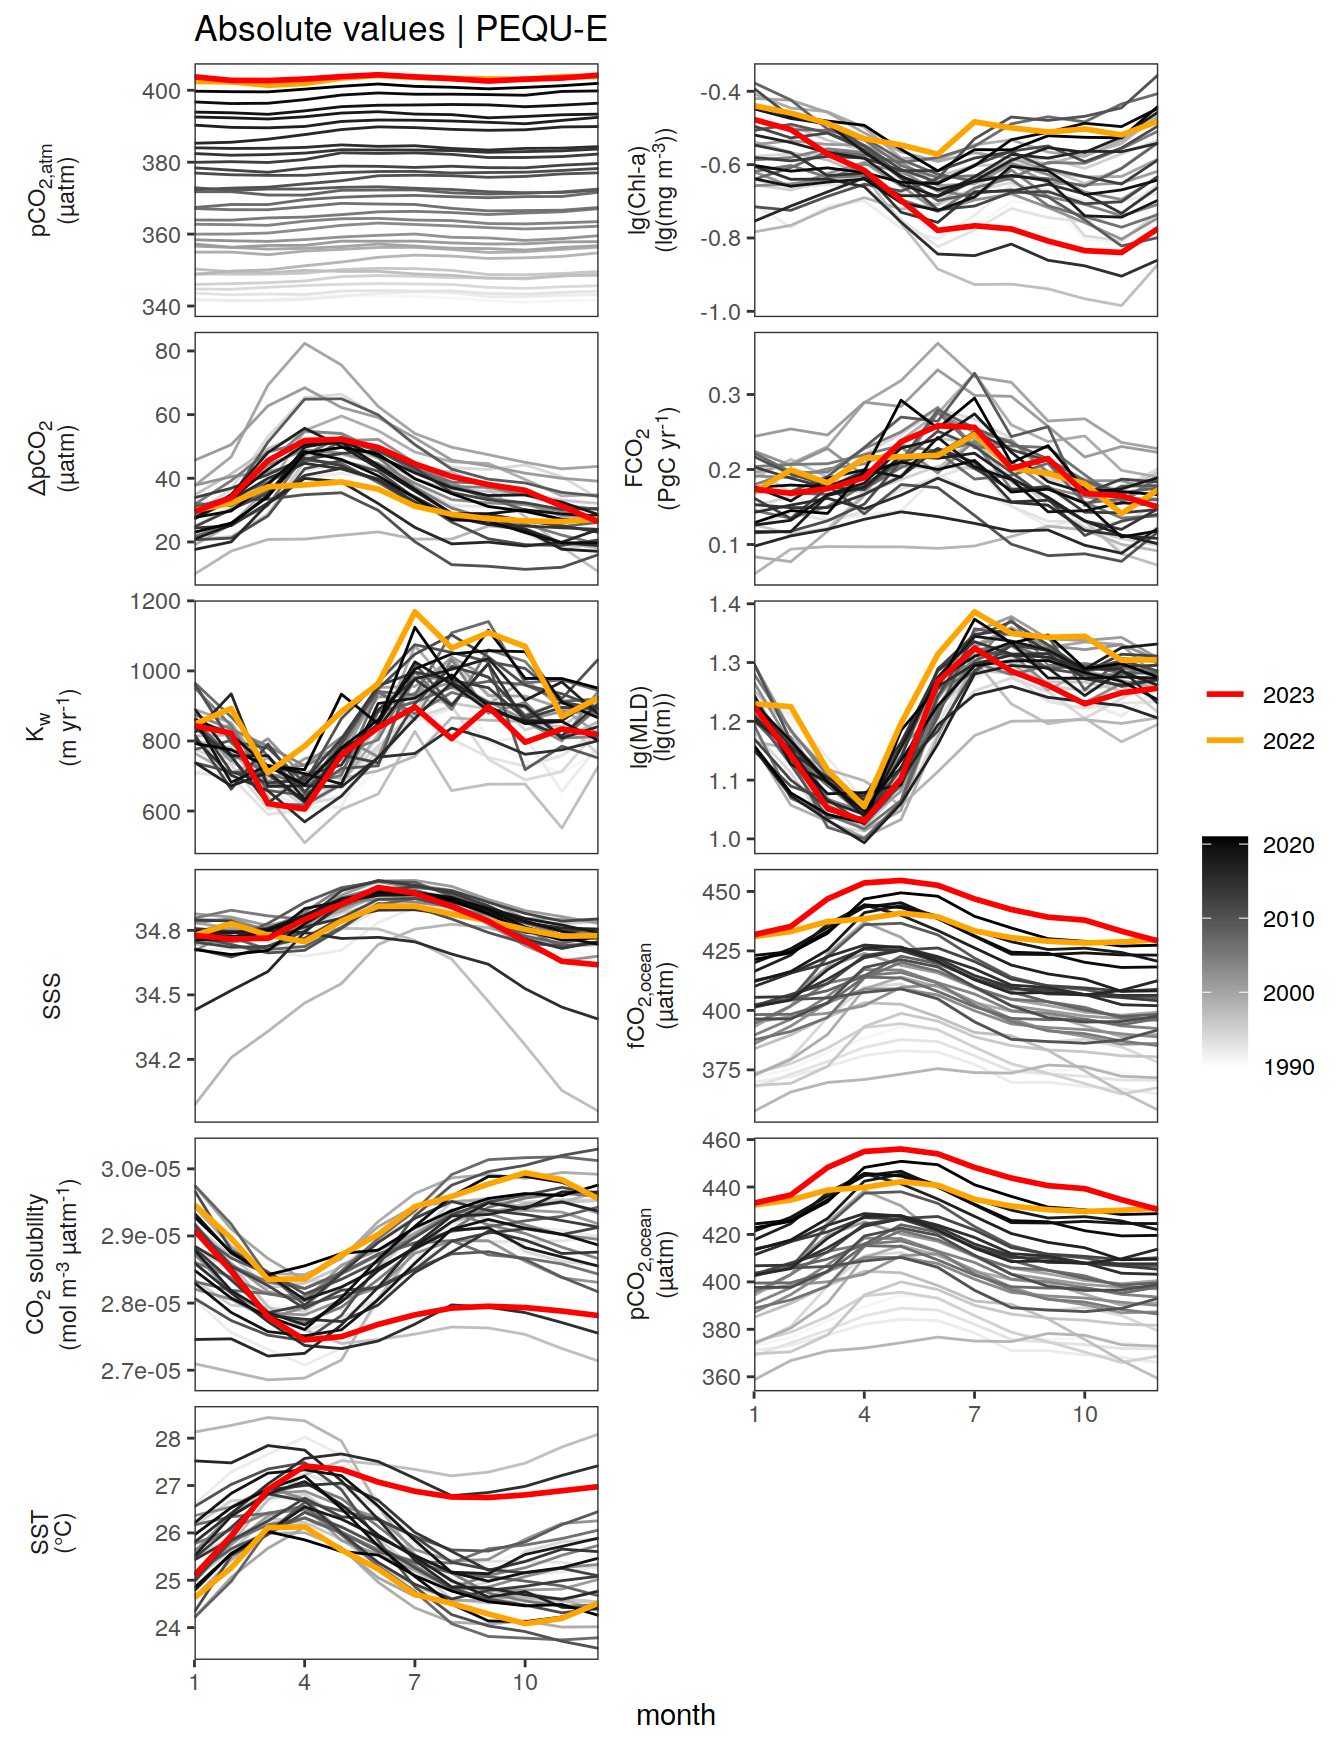 Absolute values | PEQU-E
pCO2,atm
(µatm)
400
380
360
340
lg(Chl-a)
(lg(mg m-3))
-0.4
-0.6
-0.8
-1.0
ΔpCO2
(µatm)
80
60
40
20
FCO2
(PgC yr-1)
0.3
0.2
0.1
Kw
(m yr-1)
1200
1000
800
600
lg(MLD)
(lg(m))
1.4
1.3
1.2
1.1
1.0
SSS
34.8
34.5
34.2
fCO2,ocean
(µatm)
450
425
400
375
CO2 solubility
(mol m-3 µatm-1)
3.0e-05
2.9e-05
2.8e-05
2.7e-05
pCO2,ocean
(µatm)
460
440
420
400
380
360
1 4 7 10
SST
(°C)
28
27
26
25
24
1 4 7 10
month
2023
2022
2020
2010
2000
1990